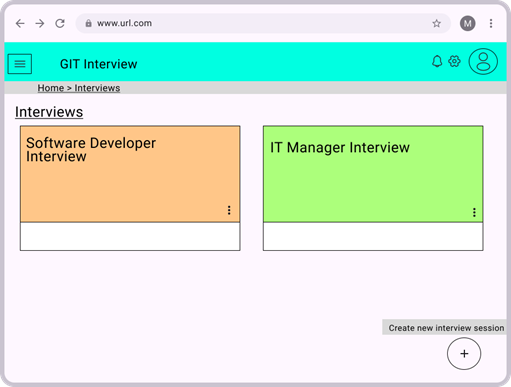 www.url.com
M
GIT Interview
Home > Interviews
Interviews
Software Developer
Interview
IT Manager Interview
Create new interview session
+